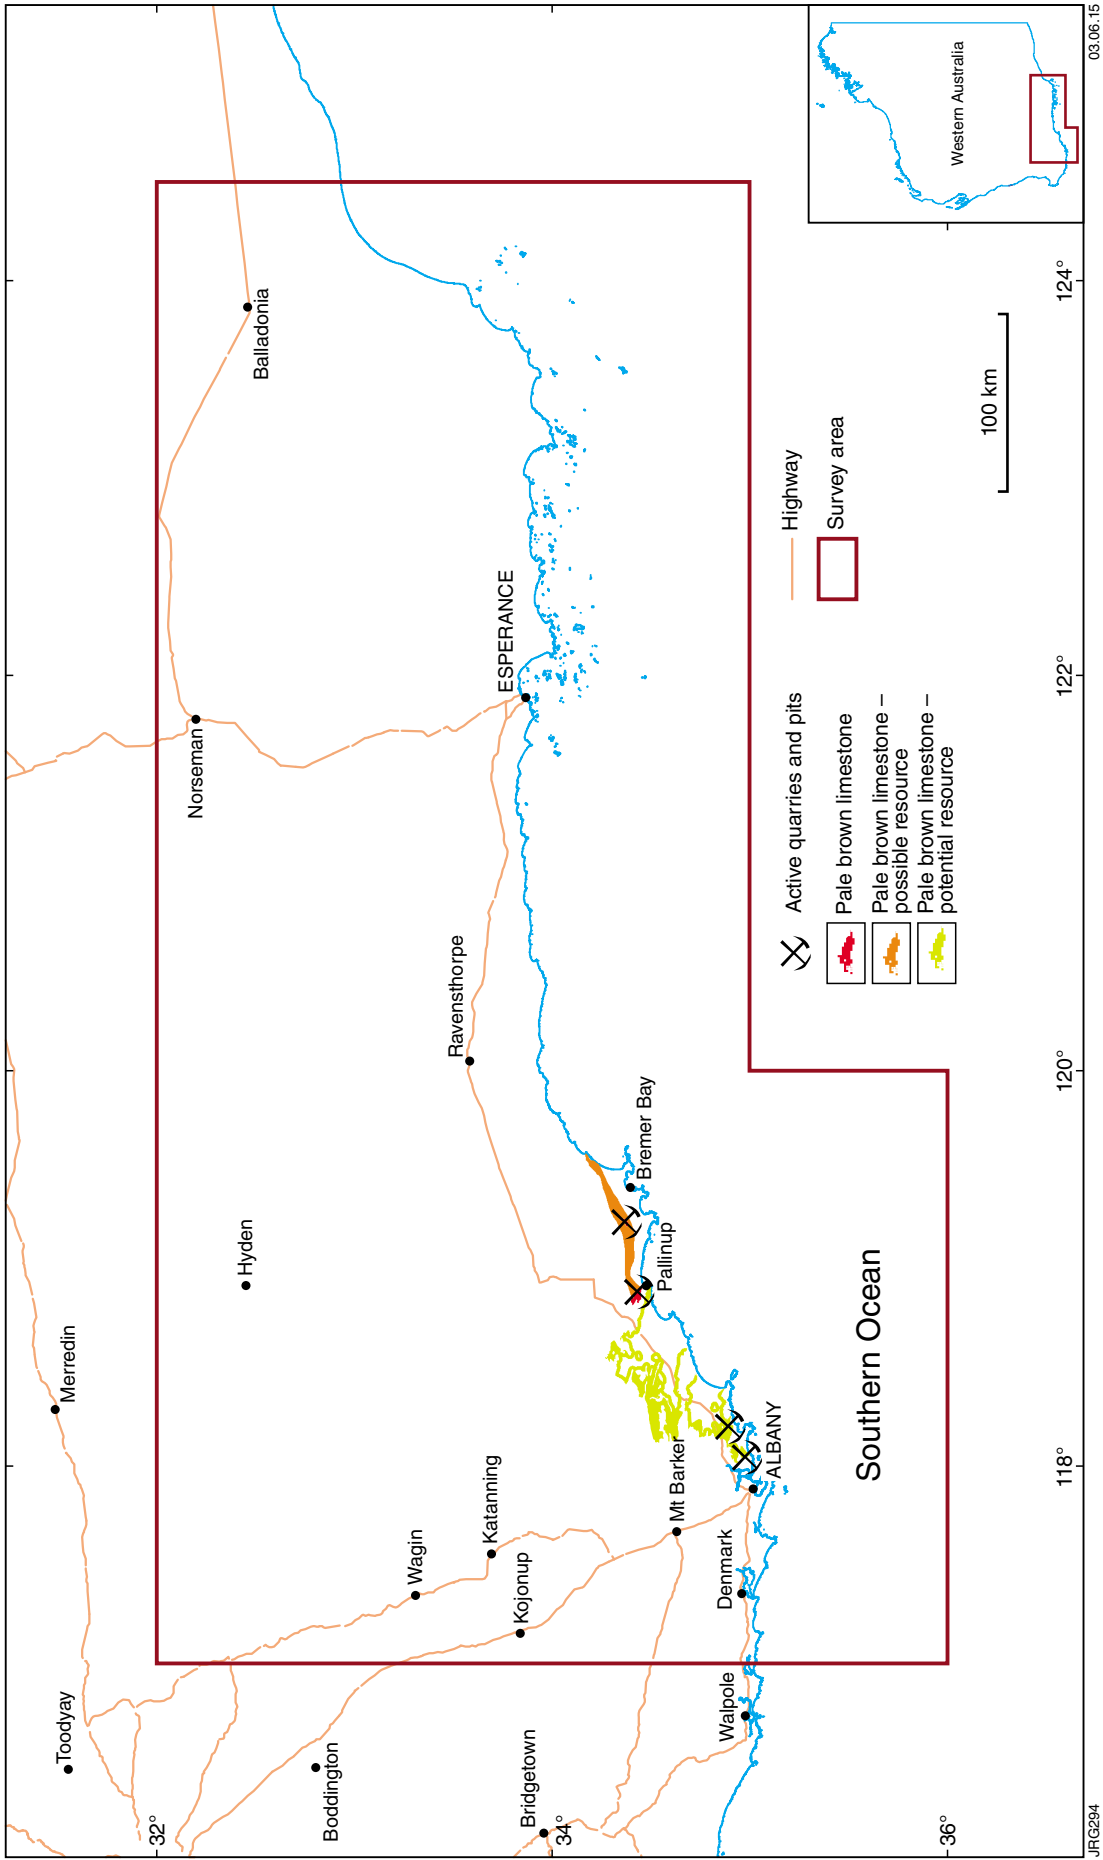 Toodyay
Merredin
Hyden
Norseman
Balladonia
Boddington
Wagin
Katanning
Kojonup
Ravensthorpe
ESPERANCE
Bridgetown
Mt Barker
Pallinup
Bremer Bay
Walpole
Denmark
ALBANY
Southern Ocean
32°
34°
36°
118°
120°
122°
124°
Active quarries and pits
Pale brown limestone
Pale brown limestone –
possible resource
Pale brown limestone –
potential resource
Highway
Survey area
100 km
Western Australia
JRG294
03.06.15